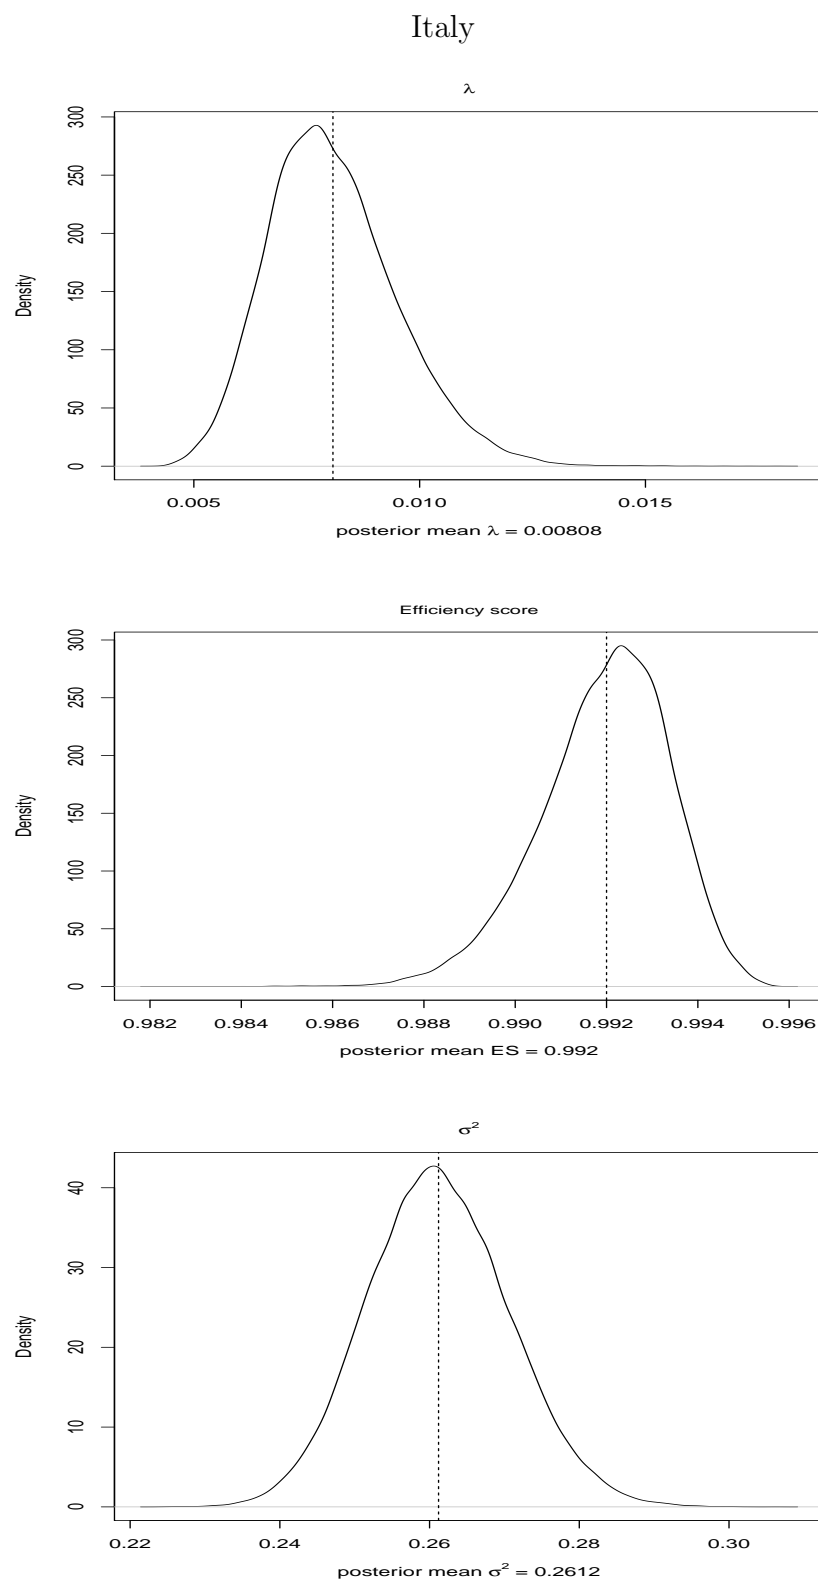 Italy
λ
300
250
200
150
100
50
0
Density
0.005 0.010 0.015
posterior mean λ = 0.00808
Efficiency score
300
250
200
150
100
50
0
Density
0.982 0.984 0.986 0.988 0.990 0.992 0.994 0.996
posterior mean ES = 0.992
σ²
40
30
20
10
0
Density
0.22 0.24 0.26 0.28 0.30
posterior mean σ² = 0.2612